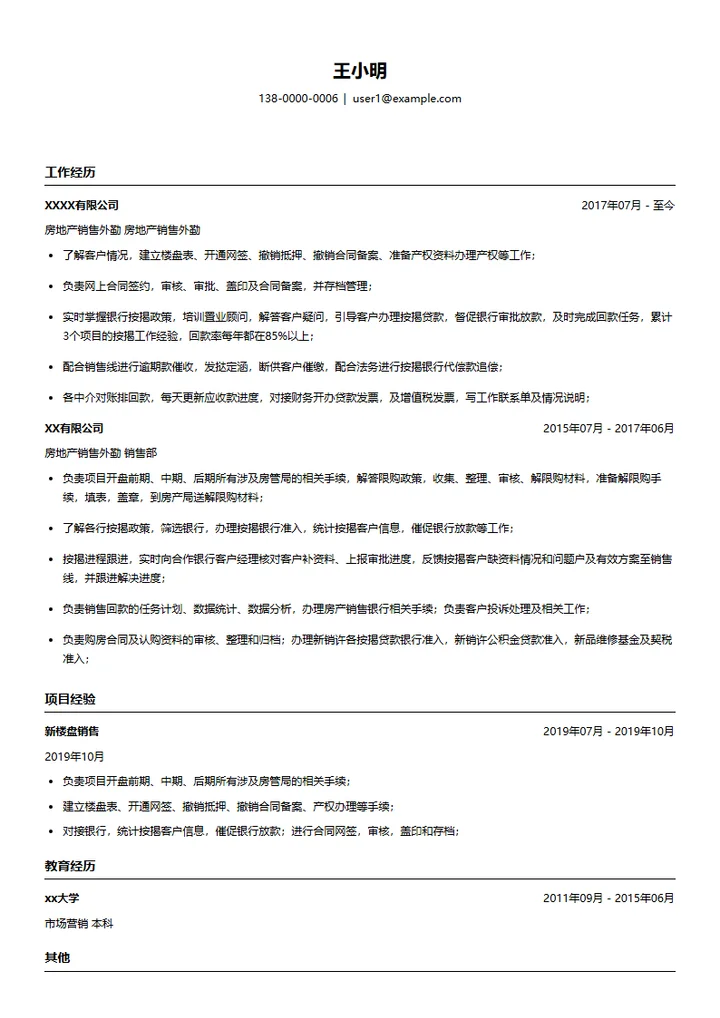 王小明
138-0000-0006 | user1@example.com
工作经历
XXXX有限公司 2017年07月 - 至今
房地产销售外勤 房地产销售外勤
• 了解客户情况，建立楼盘表、开通网签、撤销抵押、撤销合同备案、准备产权资料办理产权等工作；
• 负责网上合同签约，审核、审批、盖印及合同备案，并存档管理；
• 实时掌握银行按揭政策，培训置业顾问，解答客户疑问，引导客户办理按揭贷款，督促银行审批放款，及时完成回款任务，累计
3个项目的按揭工作经验，回款率每年都在85%以上；
• 配合销售线进行逾期款催收，发挞定涵，断供客户催缴，配合法务进行按揭银行代偿款追偿；
• 各中介对账排回款，每天更新应收款进度，对接财务开办贷款发票，及增值税发票，写工作联系单及情况说明；
XX有限公司 2015年07月 - 2017年06月
房地产销售外勤 销售部
• 负责项目开盘前期、中期、后期所有涉及房管局的相关手续，解答限购政策，收集、整理、审核、解限购材料，准备解限购手
续，填表，盖章，到房产局送解限购材料；
• 了解各行按揭政策，筛选银行，办理按揭银行准入，统计按揭客户信息，催促银行放款等工作；
• 按揭进程跟进，实时向合作银行客户经理核对客户补资料、上报审批进度，反馈按揭客户缺资料情况和问题户及有效方案至销售
线，并跟进解决进度；
• 负责销售回款的任务计划、数据统计、数据分析，办理房产销售银行相关手续；负责客户投诉处理及相关工作；
• 负责购房合同及认购资料的审核、整理和归档；办理新销许各按揭贷款银行准入，新销许公积金贷款准入，新品维修基金及契税
准入；
项目经验
新楼盘销售 2019年07月 - 2019年10月
2019年10月
• 负责项目开盘前期、中期、后期所有涉及房管局的相关手续；
• 建立楼盘表、开通网签、撤销抵押、撤销合同备案、产权办理等手续；
• 对接银行，统计按揭客户信息，催促银行放款；进行合同网签，审核，盖印和存档；
教育经历
xx大学 2011年09月 - 2015年06月
市场营销 本科
其他